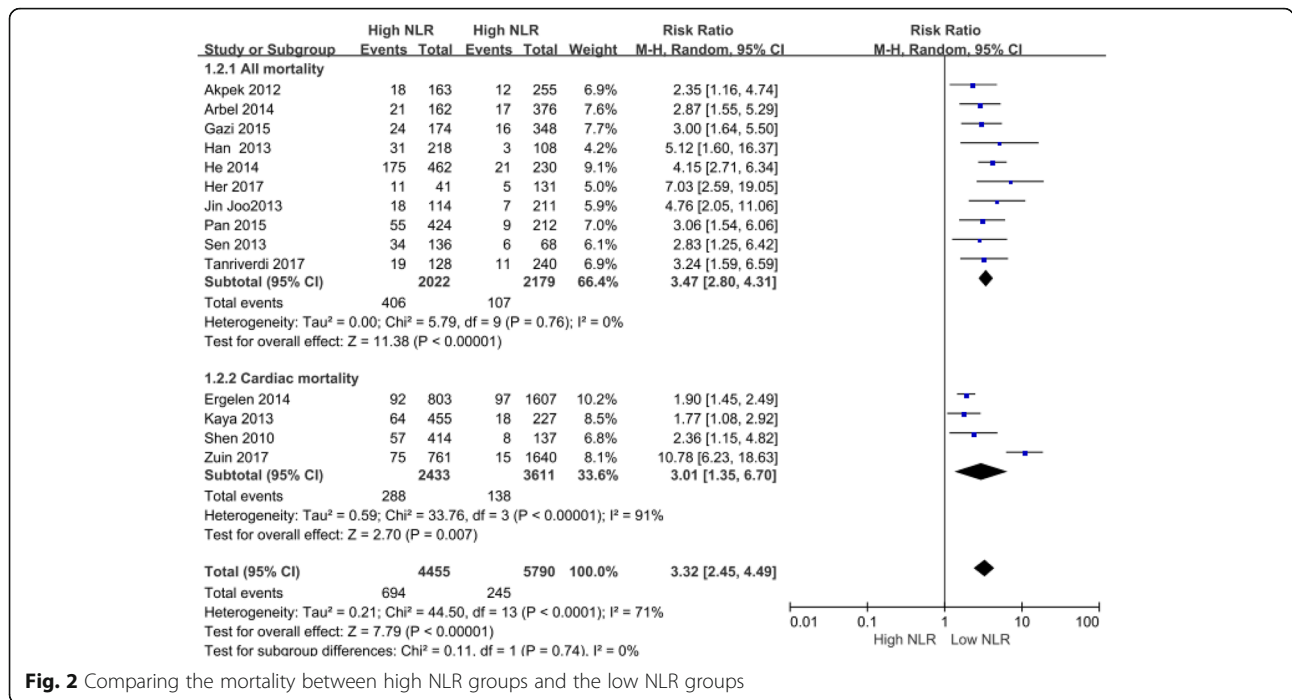 High NLR High NLR Risk Ratio Risk Ratio
Study or Subgroup Events Total Events Total Weight M-H, Random, 95% CI M-H, Random, 95% CI
1.2.1 All mortality
Akpek 2012 18 163 12 255 6.9% 2.35 [1.16, 4.74]
Arbel 2014 21 162 17 376 7.6% 2.87 [1.55, 5.29]
Gazi 2015 24 174 16 348 7.7% 3.00 [1.64, 5.50]
Han 2013 31 218 3 108 4.2% 5.12 [1.60, 16.37]
He 2014 175 462 21 230 9.1% 4.15 [2.71, 6.34]
Her 2017 11 41 5 131 5.0% 7.03 [2.59, 19.05]
Jin Joo2013 18 114 7 211 5.9% 4.76 [2.05, 11.06]
Pan 2015 55 424 9 212 7.0% 3.06 [1.54, 6.06]
Sen 2013 34 136 6 68 6.1% 2.83 [1.25, 6.42]
Tanriverdi 2017 19 128 11 240 6.9% 3.24 [1.59, 6.59]
Subtotal (95% CI) 2022 2179 66.4% 3.47 [2.80, 4.31]
Total events 406 107
Heterogeneity: Tau² = 0.00; Chi² = 5.79, df = 9 (P = 0.76); I² = 0%
Test for overall effect: Z = 11.38 (P < 0.00001)
1.2.2 Cardiac mortality
Ergelen 2014 92 803 97 1607 10.2% 1.90 [1.45, 2.49]
Kaya 2013 64 455 18 227 8.5% 1.77 [1.08, 2.92]
Shen 2010 57 414 8 137 6.8% 2.36 [1.15, 4.82]
Zuin 2017 75 761 15 1640 8.1% 10.78 [6.23, 18.63]
Subtotal (95% CI) 2433 3611 33.6% 3.01 [1.35, 6.70]
Total events 288 138
Heterogeneity: Tau² = 0.59; Chi² = 33.76, df = 3 (P < 0.00001); I² = 91%
Test for overall effect: Z = 2.70 (P = 0.007)
Total (95% CI) 4455 5790 100.0% 3.32 [2.45, 4.49]
Total events 694 245
Heterogeneity: Tau² = 0.21; Chi² = 44.50, df = 13 (P < 0.0001); I² = 71%
Test for overall effect: Z = 7.79 (P < 0.00001)
Test for subgroup differences: Chi² = 0.11, df = 1 (P = 0.74), I² = 0%
0.01 0.1 1 10 100
High NLR Low NLR
Fig. 2 Comparing the mortality between high NLR groups and the low NLR groups